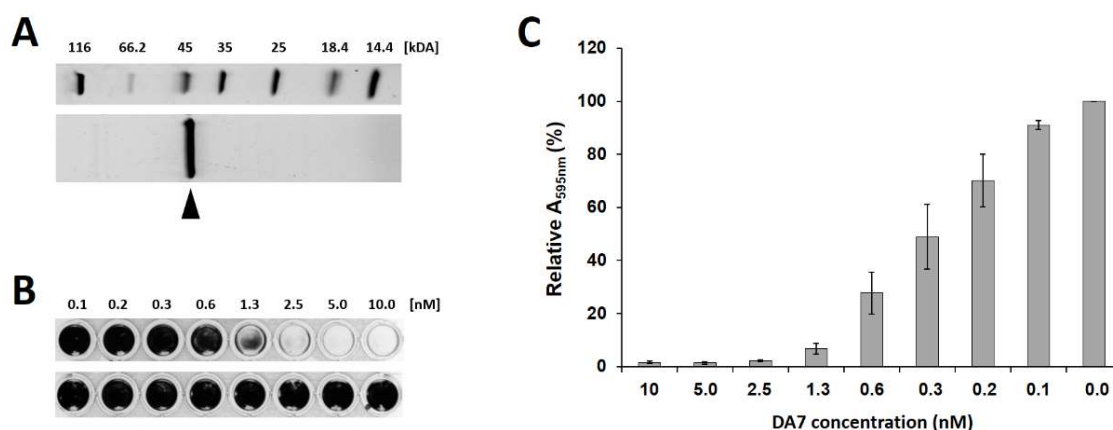 A
116 66.2 45 35 25 18.4 14.4 [kDA]
B
0.1 0.2 0.3 0.6 1.3 2.5 5.0 10.0 [nM]
C
Relative A595nm (%)
120
100
80
60
40
20
0
10 5.0 2.5 1.3 0.6 0.3 0.2 0.1 0.0
DA7 concentration (nM)